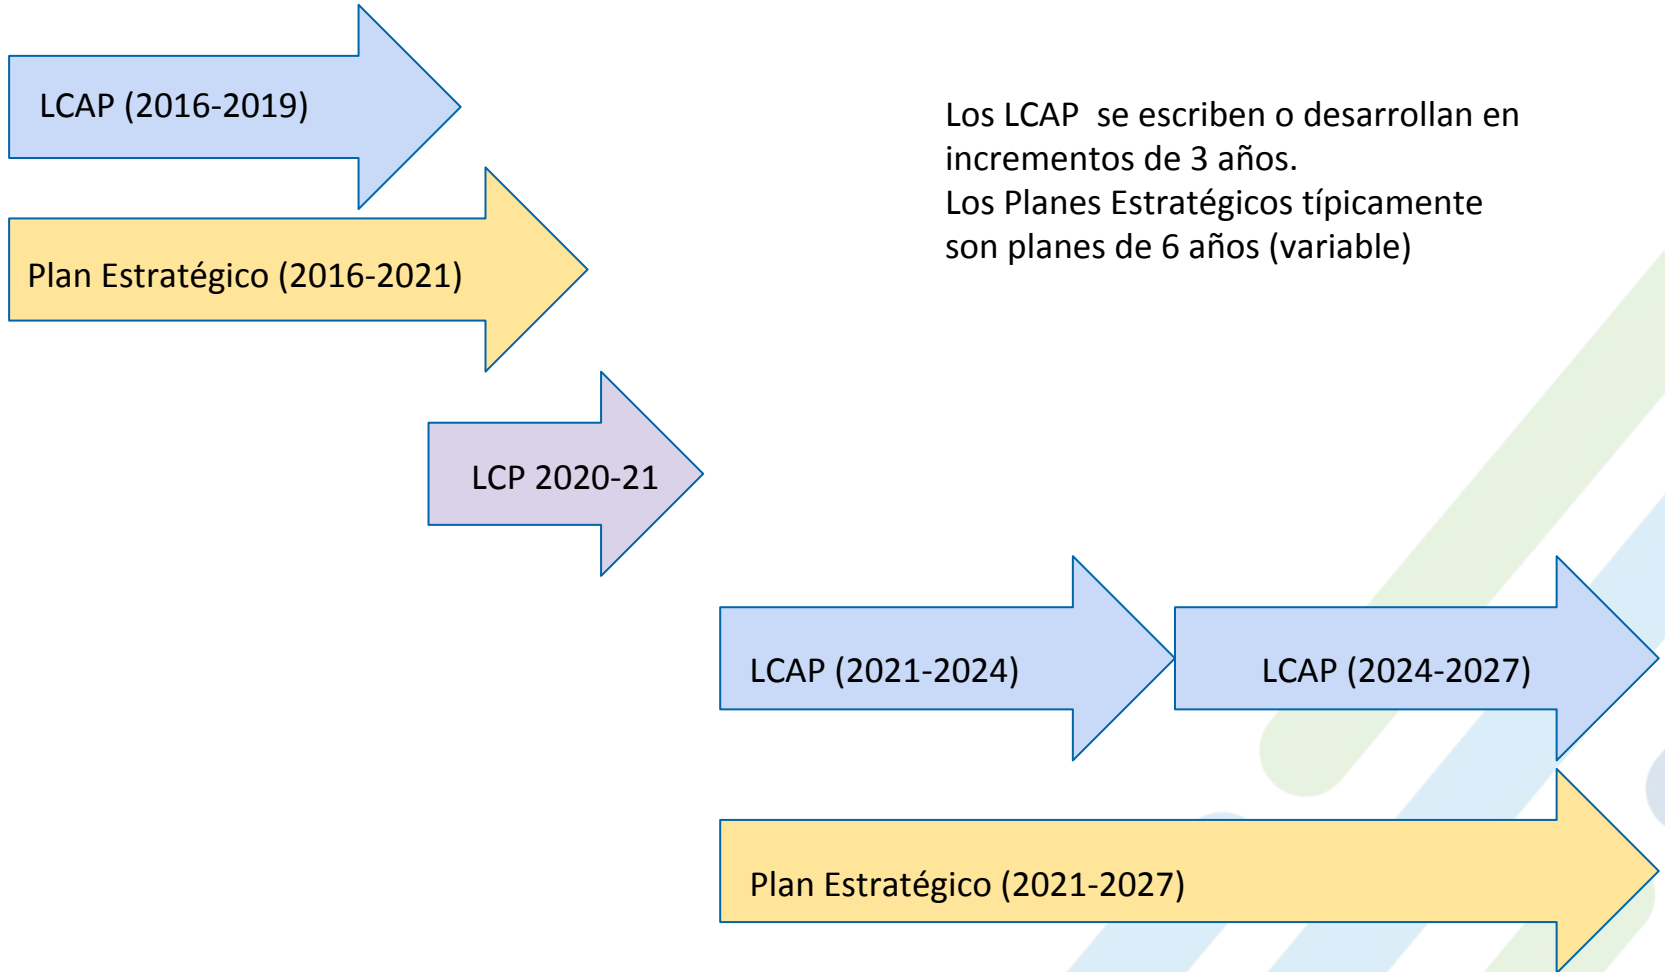 LCAP (2016-2019)
Los LCAP  se escriben o desarrollan en
incrementos de 3 años.
Los Planes Estratégicos típicamente
son planes de 6 años (variable)
Plan Estratégico (2016-2021)
LCP 2020-21
LCAP (2021-2024)
LCAP (2024-2027)
Plan Estratégico (2021-2027)